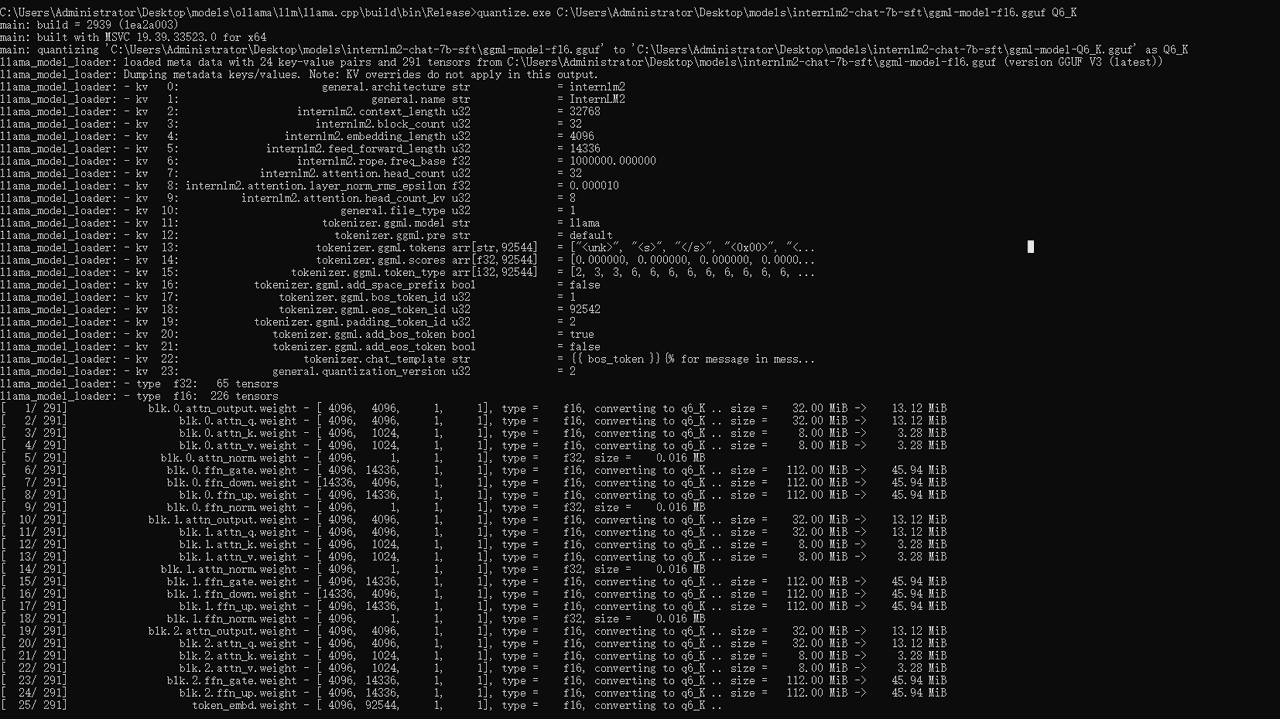 C:\Users\Administrator\Desktop\models\ollama\llm\llama.cpp\build\bin\Release>quantize.exe C:\Users\Administrator\Desktop\models\internlm2-chat-7b-sft\ggml-model-f16.gguf Q6_K
main: build = 2939 (1ea2a003)
main: built with MSVC 19.39.33523.0 for x64
main: quantizing 'C:\Users\Administrator\Desktop\models\internlm2-chat-7b-sft\ggml-model-f16.gguf' to 'C:\Users\Administrator\Desktop\models\internlm2-chat-7b-sft\ggml-model-Q6_K.gguf' as Q6_K
llama_model_loader: loaded meta data with 24 key-value pairs and 291 tensors from C:\Users\Administrator\Desktop\models\internlm2-chat-7b-sft\ggml-model-f16.gguf (version GGUF V3 (latest))
llama_model_loader: Dumping metadata keys/values. Note: KV overrides do not apply in this output.
llama_model_loader: - kv   0: general.architecture str = internlm2
llama_model_loader: - kv   1: general.name str = InternLM2
llama_model_loader: - kv   2: internlm2.context_length u32 = 32768
llama_model_loader: - kv   3: internlm2.block_count u32 = 32
llama_model_loader: - kv   4: internlm2.embedding_length u32 = 4096
llama_model_loader: - kv   5: internlm2.feed_forward_length u32 = 14336
llama_model_loader: - kv   6: internlm2.rope.freq_base f32 = 1000000.000000
llama_model_loader: - kv   7: internlm2.attention.head_count u32 = 32
llama_model_loader: - kv   8: internlm2.attention.layer_norm_rms_epsilon f32 = 0.000010
llama_model_loader: - kv   9: internlm2.attention.head_count_kv u32 = 8
llama_model_loader: - kv  10: general.file_type u32 = 1
llama_model_loader: - kv  11: tokenizer.ggml.model str = llama
llama_model_loader: - kv  12: tokenizer.ggml.pre str = default
llama_model_loader: - kv  13: tokenizer.ggml.tokens arr[str,92544] = ["<unk>", "<s>", "</s>", "<0x00>", "<...
llama_model_loader: - kv  14: tokenizer.ggml.scores arr[f32,92544] = [0.000000, 0.000000, 0.000000, 0.0000...
llama_model_loader: - kv  15: tokenizer.ggml.token_type arr[i32,92544] = [2, 3, 3, 6, 6, 6, 6, 6, 6, 6, 6, 6, ...
llama_model_loader: - kv  16: tokenizer.ggml.add_space_prefix bool = false
llama_model_loader: - kv  17: tokenizer.ggml.bos_token_id u32 = 1
llama_model_loader: - kv  18: tokenizer.ggml.eos_token_id u32 = 92542
llama_model_loader: - kv  19: tokenizer.ggml.padding_token_id u32 = 2
llama_model_loader: - kv  20: tokenizer.ggml.add_bos_token bool = true
llama_model_loader: - kv  21: tokenizer.ggml.add_eos_token bool = false
llama_model_loader: - kv  22: tokenizer.chat_template str = {{ bos_token }}{% for message in mess...
llama_model_loader: - kv  23: general.quantization_version u32 = 2
llama_model_loader: - type  f32:   65 tensors
llama_model_loader: - type  f16:  226 tensors
[   1/ 291] blk.0.attn_output.weight - [ 4096,  4096,     1,     1], type =    f16, converting to q6_K .. size =    32.00 MiB ->    13.12 MiB
[   2/ 291] blk.0.attn_q.weight - [ 4096,  4096,     1,     1], type =    f16, converting to q6_K .. size =    32.00 MiB ->    13.12 MiB
[   3/ 291] blk.0.attn_k.weight - [ 4096,  1024,     1,     1], type =    f16, converting to q6_K .. size =     8.00 MiB ->     3.28 MiB
[   4/ 291] blk.0.attn_v.weight - [ 4096,  1024,     1,     1], type =    f16, converting to q6_K .. size =     8.00 MiB ->     3.28 MiB
[   5/ 291] blk.0.attn_norm.weight - [ 4096,     1,     1,     1], type =    f32, size =    0.016 MB
[   6/ 291] blk.0.ffn_gate.weight - [ 4096, 14336,     1,     1], type =    f16, converting to q6_K .. size =   112.00 MiB ->    45.94 MiB
[   7/ 291] blk.0.ffn_down.weight - [14336,  4096,     1,     1], type =    f16, converting to q6_K .. size =   112.00 MiB ->    45.94 MiB
[   8/ 291] blk.0.ffn_up.weight - [ 4096, 14336,     1,     1], type =    f16, converting to q6_K .. size =   112.00 MiB ->    45.94 MiB
[   9/ 291] blk.0.ffn_norm.weight - [ 4096,     1,     1,     1], type =    f32, size =    0.016 MB
[  10/ 291] blk.1.attn_output.weight - [ 4096,  4096,     1,     1], type =    f16, converting to q6_K .. size =    32.00 MiB ->    13.12 MiB
[  11/ 291] blk.1.attn_q.weight - [ 4096,  4096,     1,     1], type =    f16, converting to q6_K .. size =    32.00 MiB ->    13.12 MiB
[  12/ 291] blk.1.attn_k.weight - [ 4096,  1024,     1,     1], type =    f16, converting to q6_K .. size =     8.00 MiB ->     3.28 MiB
[  13/ 291] blk.1.attn_v.weight - [ 4096,  1024,     1,     1], type =    f16, converting to q6_K .. size =     8.00 MiB ->     3.28 MiB
[  14/ 291] blk.1.attn_norm.weight - [ 4096,     1,     1,     1], type =    f32, size =    0.016 MB
[  15/ 291] blk.1.ffn_gate.weight - [ 4096, 14336,     1,     1], type =    f16, converting to q6_K .. size =   112.00 MiB ->    45.94 MiB
[  16/ 291] blk.1.ffn_down.weight - [14336,  4096,     1,     1], type =    f16, converting to q6_K .. size =   112.00 MiB ->    45.94 MiB
[  17/ 291] blk.1.ffn_up.weight - [ 4096, 14336,     1,     1], type =    f16, converting to q6_K .. size =   112.00 MiB ->    45.94 MiB
[  18/ 291] blk.1.ffn_norm.weight - [ 4096,     1,     1,     1], type =    f32, size =    0.016 MB
[  19/ 291] blk.2.attn_output.weight - [ 4096,  4096,     1,     1], type =    f16, converting to q6_K .. size =    32.00 MiB ->    13.12 MiB
[  20/ 291] blk.2.attn_q.weight - [ 4096,  4096,     1,     1], type =    f16, converting to q6_K .. size =    32.00 MiB ->    13.12 MiB
[  21/ 291] blk.2.attn_k.weight - [ 4096,  1024,     1,     1], type =    f16, converting to q6_K .. size =     8.00 MiB ->     3.28 MiB
[  22/ 291] blk.2.attn_v.weight - [ 4096,  1024,     1,     1], type =    f16, converting to q6_K .. size =     8.00 MiB ->     3.28 MiB
[  23/ 291] blk.2.ffn_gate.weight - [ 4096, 14336,     1,     1], type =    f16, converting to q6_K .. size =   112.00 MiB ->    45.94 MiB
[  24/ 291] blk.2.ffn_up.weight - [ 4096, 14336,     1,     1], type =    f16, converting to q6_K .. size =   112.00 MiB ->    45.94 MiB
[  25/ 291] token_embd.weight - [ 4096, 92544,     1,     1], type =    f16, converting to q6_K ..